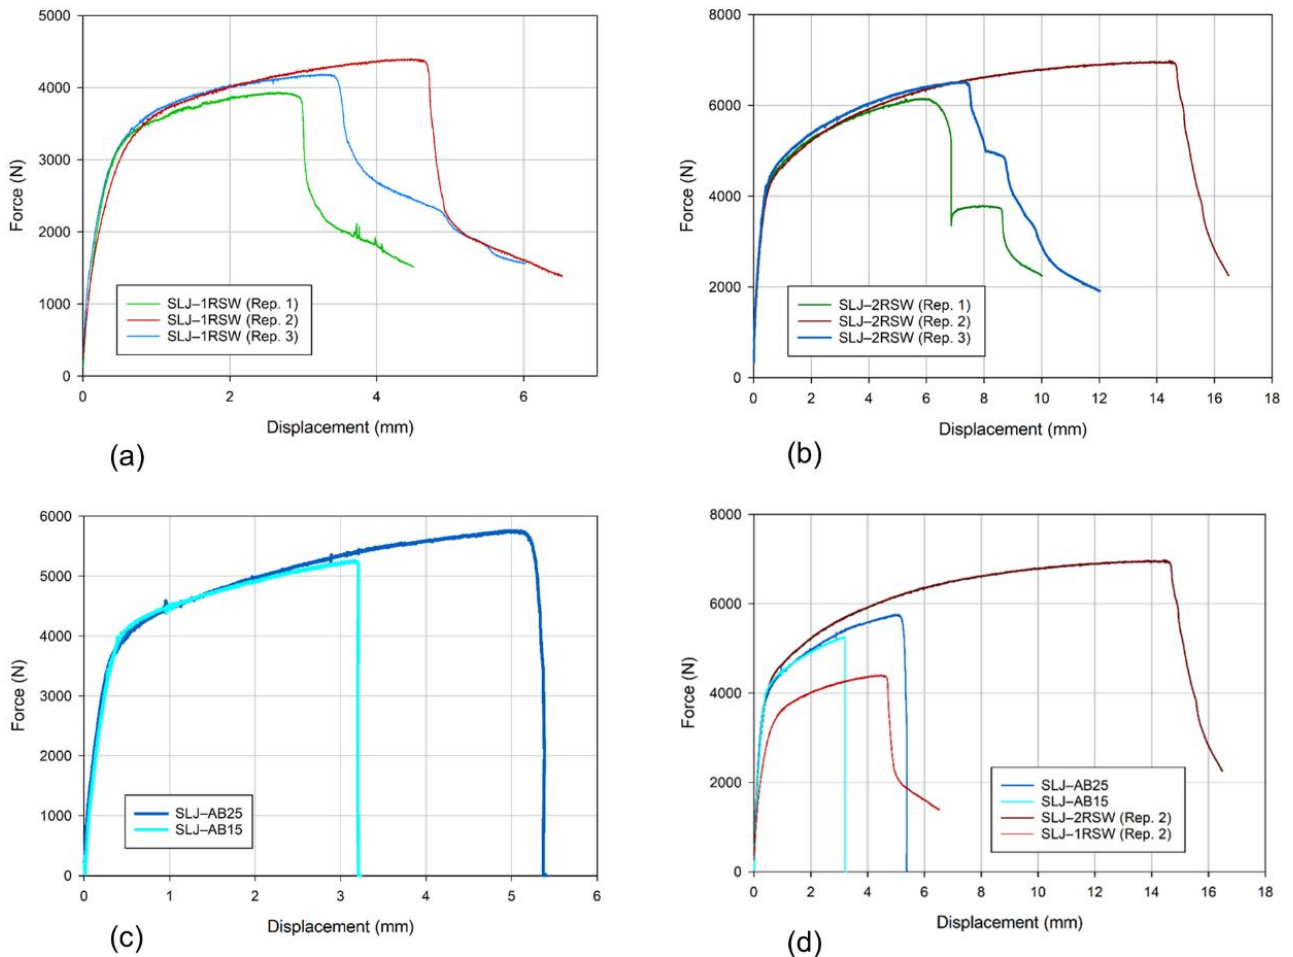 5000
4000
3000
2000
1000
0
Force (N)
SLJ–1RSW (Rep. 1)
SLJ–1RSW (Rep. 2)
SLJ–1RSW (Rep. 3)
0 2 4 6
Displacement (mm)
(a)
8000
6000
4000
2000
0
Force (N)
SLJ–2RSW (Rep. 1)
SLJ–2RSW (Rep. 2)
SLJ–2RSW (Rep. 3)
0 2 4 6 8 10 12 14 16 18
Displacement (mm)
(b)
6000
5000
4000
3000
2000
1000
0
Force (N)
SLJ–AB25
SLJ–AB15
0 1 2 3 4 5 6
Displacement (mm)
(c)
8000
6000
4000
2000
0
Force (N)
SLJ–AB25
SLJ–AB15
SLJ–2RSW (Rep. 2)
SLJ–1RSW (Rep. 2)
0 2 4 6 8 10 12 14 16 18
Displacement (mm)
(d)